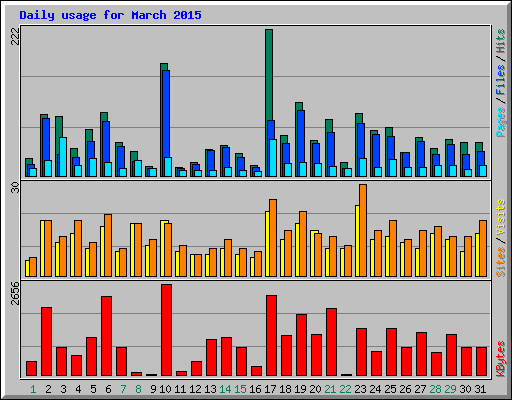 Daily usage for March 2015
222
Pages / Files / Hits
30
Sites / Visits
2656
KBytes
1 2 3 4 5 6 7 8 9 10 11 12 13 14 15 16 17 18 19 20 21 22 23 24 25 26 27 28 29 30 31